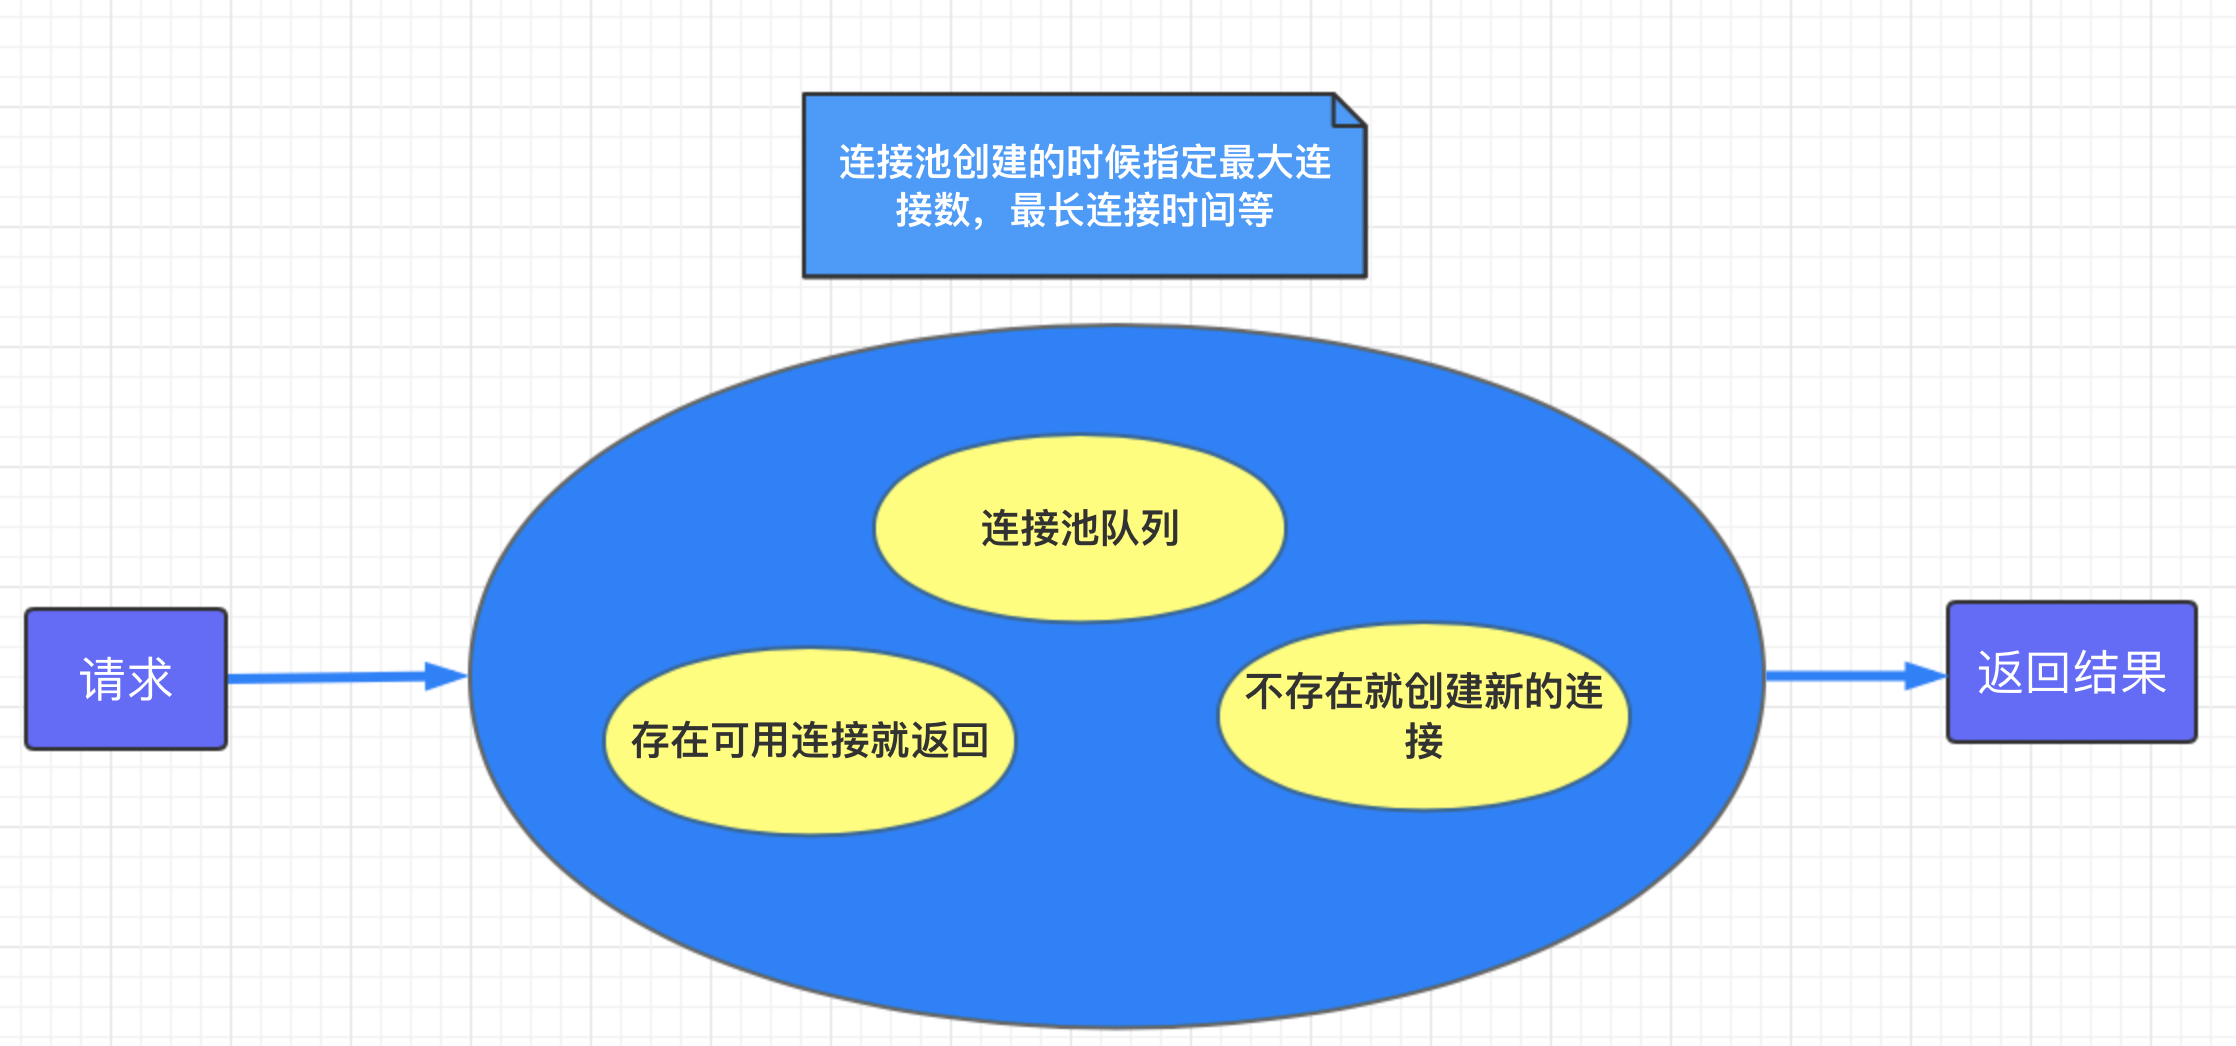 连接池创建的时候指定最大连
接数，最长连接时间等
连接池队列
请求
存在可用连接就返回
不存在就创建新的连
接
返回结果